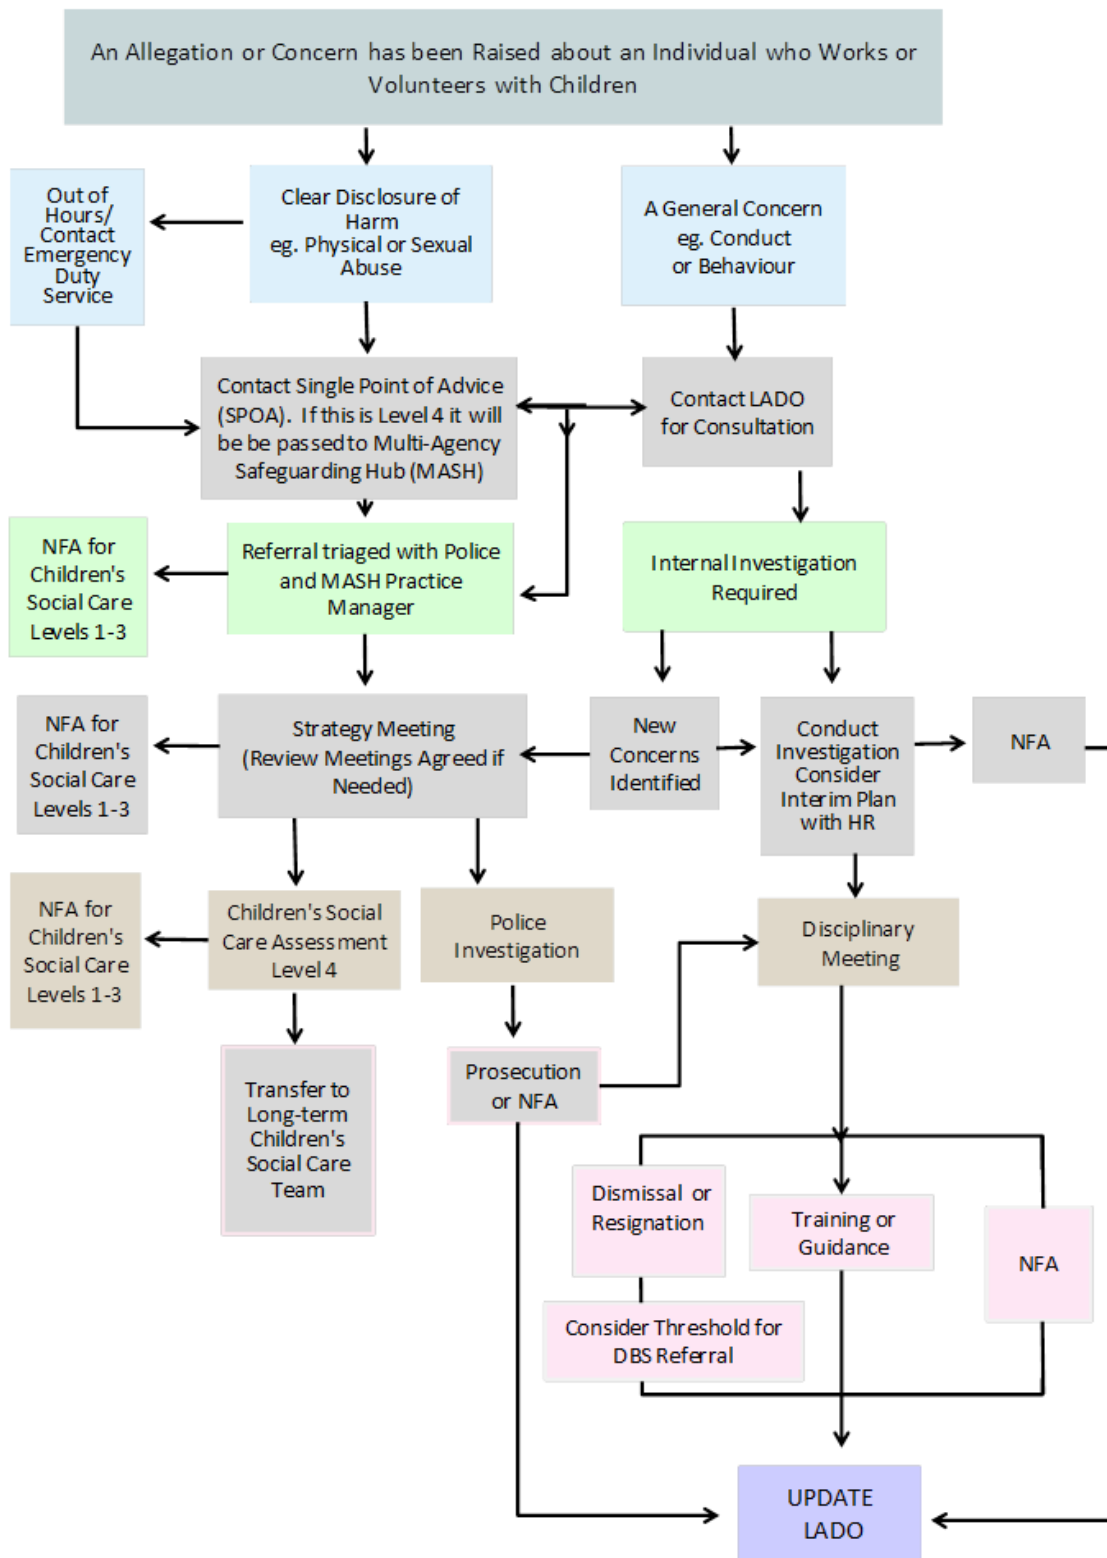 An Allegation or Concern has been Raised about an Individual who Works or
Volunteers with Children
Out of
Hours/
Contact
Emergency
Duty
Service
Clear Disclosure of
Harm
eg. Physical or Sexual
Abuse
A General Concern
eg. Conduct
or Behaviour
Contact Single Point of Advice
(SPOA). If this is Level 4 it will
be be passed to Multi-Agency
Safeguarding Hub (MASH)
Contact LADO
for Consultation
NFA for
Children's
Social Care
Levels 1-3
Referral triaged with Police
and MASH Practice
Manager
Internal Investigation
Required
NFA for
Children's
Social Care
Levels 1-3
Strategy Meeting
(Review Meetings Agreed if
Needed)
New
Concerns
Identified
Conduct
Investigation
Consider
Interim Plan
with HR
NFA
NFA for
Children's
Social Care
Levels 1-3
Children's Social
Care Assessment
Level 4
Police
Investigation
Disciplinary
Meeting
Transfer to
Long-term
Children's
Social Care
Team
Prosecution
or NFA
Dismissal or
Resignation
Training or
Guidance
NFA
Consider Threshold for
DBS Referral
UPDATE
LADO